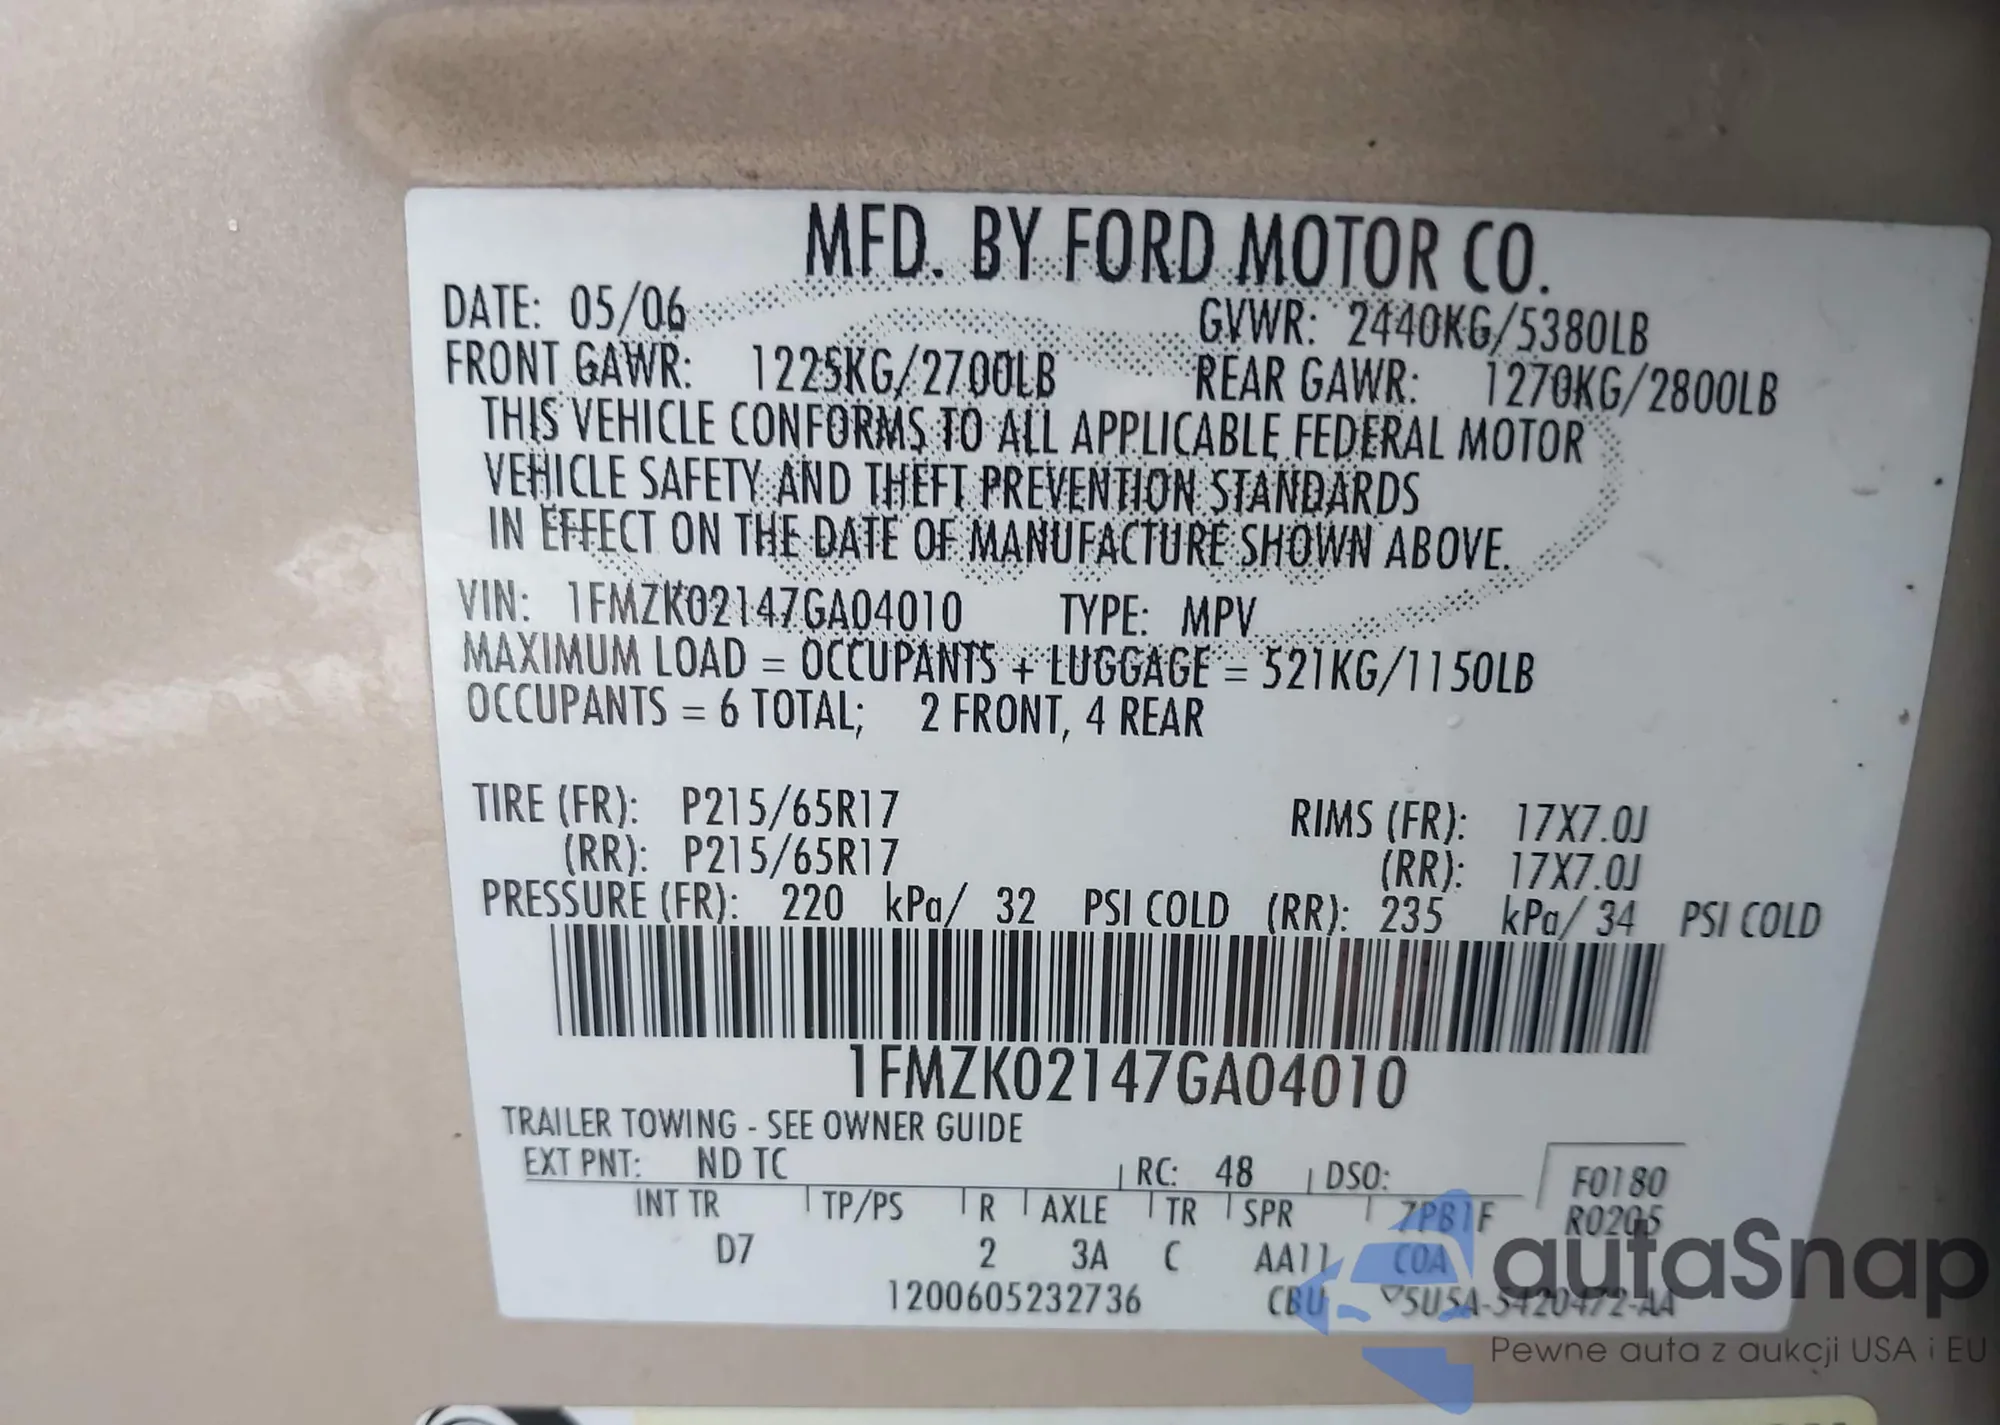 MFD. BY FORD MOTOR CO.
DATE: 05/06 GVWR: 2440KG/5380LB
FRONT GAWR: 1225KG/2700LB REAR GAWR: 1270KG/2800LB
THIS VEHICLE CONFORMS TO ALL APPLICABLE FEDERAL MOTOR
VEHICLE SAFETY AND THEFT PREVENTION STANDARDS
IN EFFECT ON THE DATE OF MANUFACTURE SHOWN ABOVE.
VIN: 1FMZK02147GA04010 TYPE: MPV
MAXIMUM LOAD = OCCUPANTS + LUGGAGE = 521KG/1150LB
OCCUPANTS = 6 TOTAL; 2 FRONT, 4 REAR
TIRE (FR): P215/65R17 RIMS (FR): 17X7.0J
(RR): P215/65R17 (RR): 17X7.0J
PRESSURE (FR): 220 kPa/ 32 PSI COLD (RR): 235 kPa/ 34 PSI COLD
1FMZK02147GA04010
TRAILER TOWING - SEE OWNER GUIDE
EXT PNT: ND TC RC: 48 DSO: F0180
INT TR TP/PS R AXLE TR SPR 7PB1F R0205
D7 2 3A C AA11 COA
1200605232736 CBU 5U5A-5420472-AA
autaSnap
Pewne auta z aukcji USA i EU